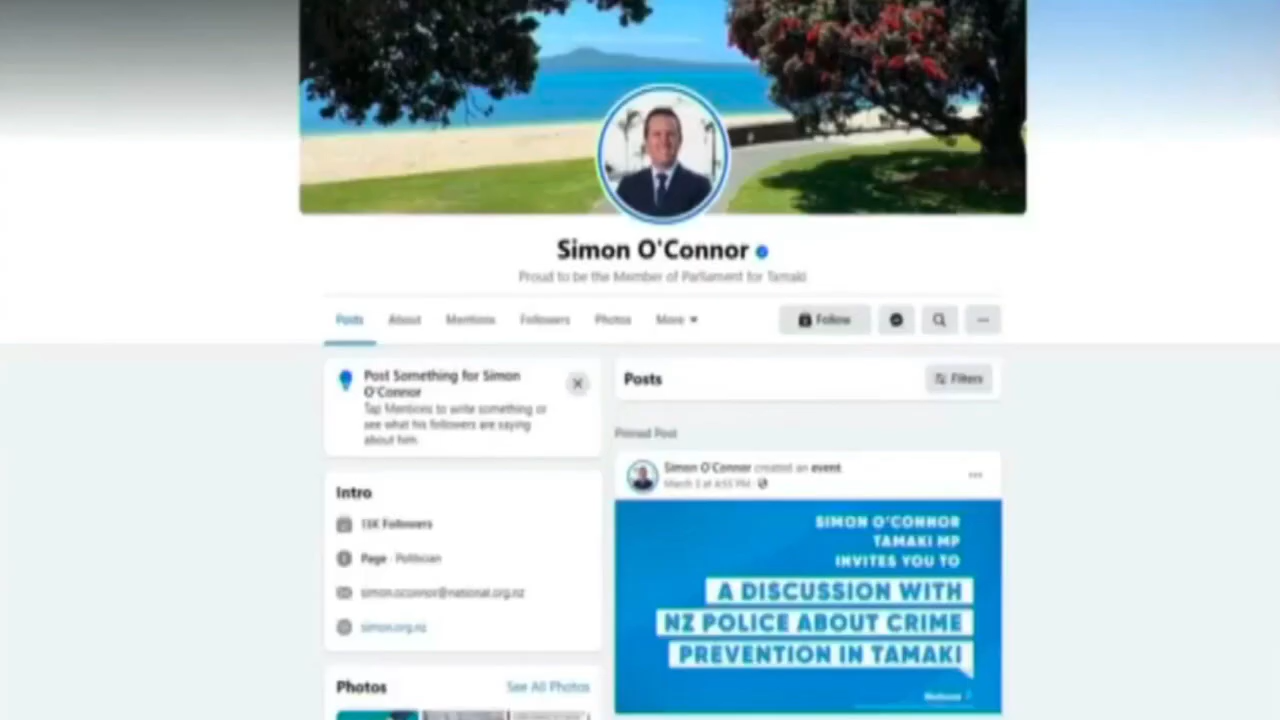 Simon O'Connor
Proud to be the Member of Parliament for Tamaki
Posts About Mentions Followers Photos More Follow
Post Something for Simon
O'Connor
Tap Mentions to write something or
see what his followers are saying
about him
Intro
Followers
Page · Politician
simon.oconnor@national.org.nz
simon.org.nz
Photos See All Photos
Posts Filters
Pinned Post
Simon O'Connor created an event
SIMON O'CONNOR
TAMAKI MP
INVITES YOU TO
A DISCUSSION WITH
NZ POLICE ABOUT CRIME
PREVENTION IN TAMAKI
National